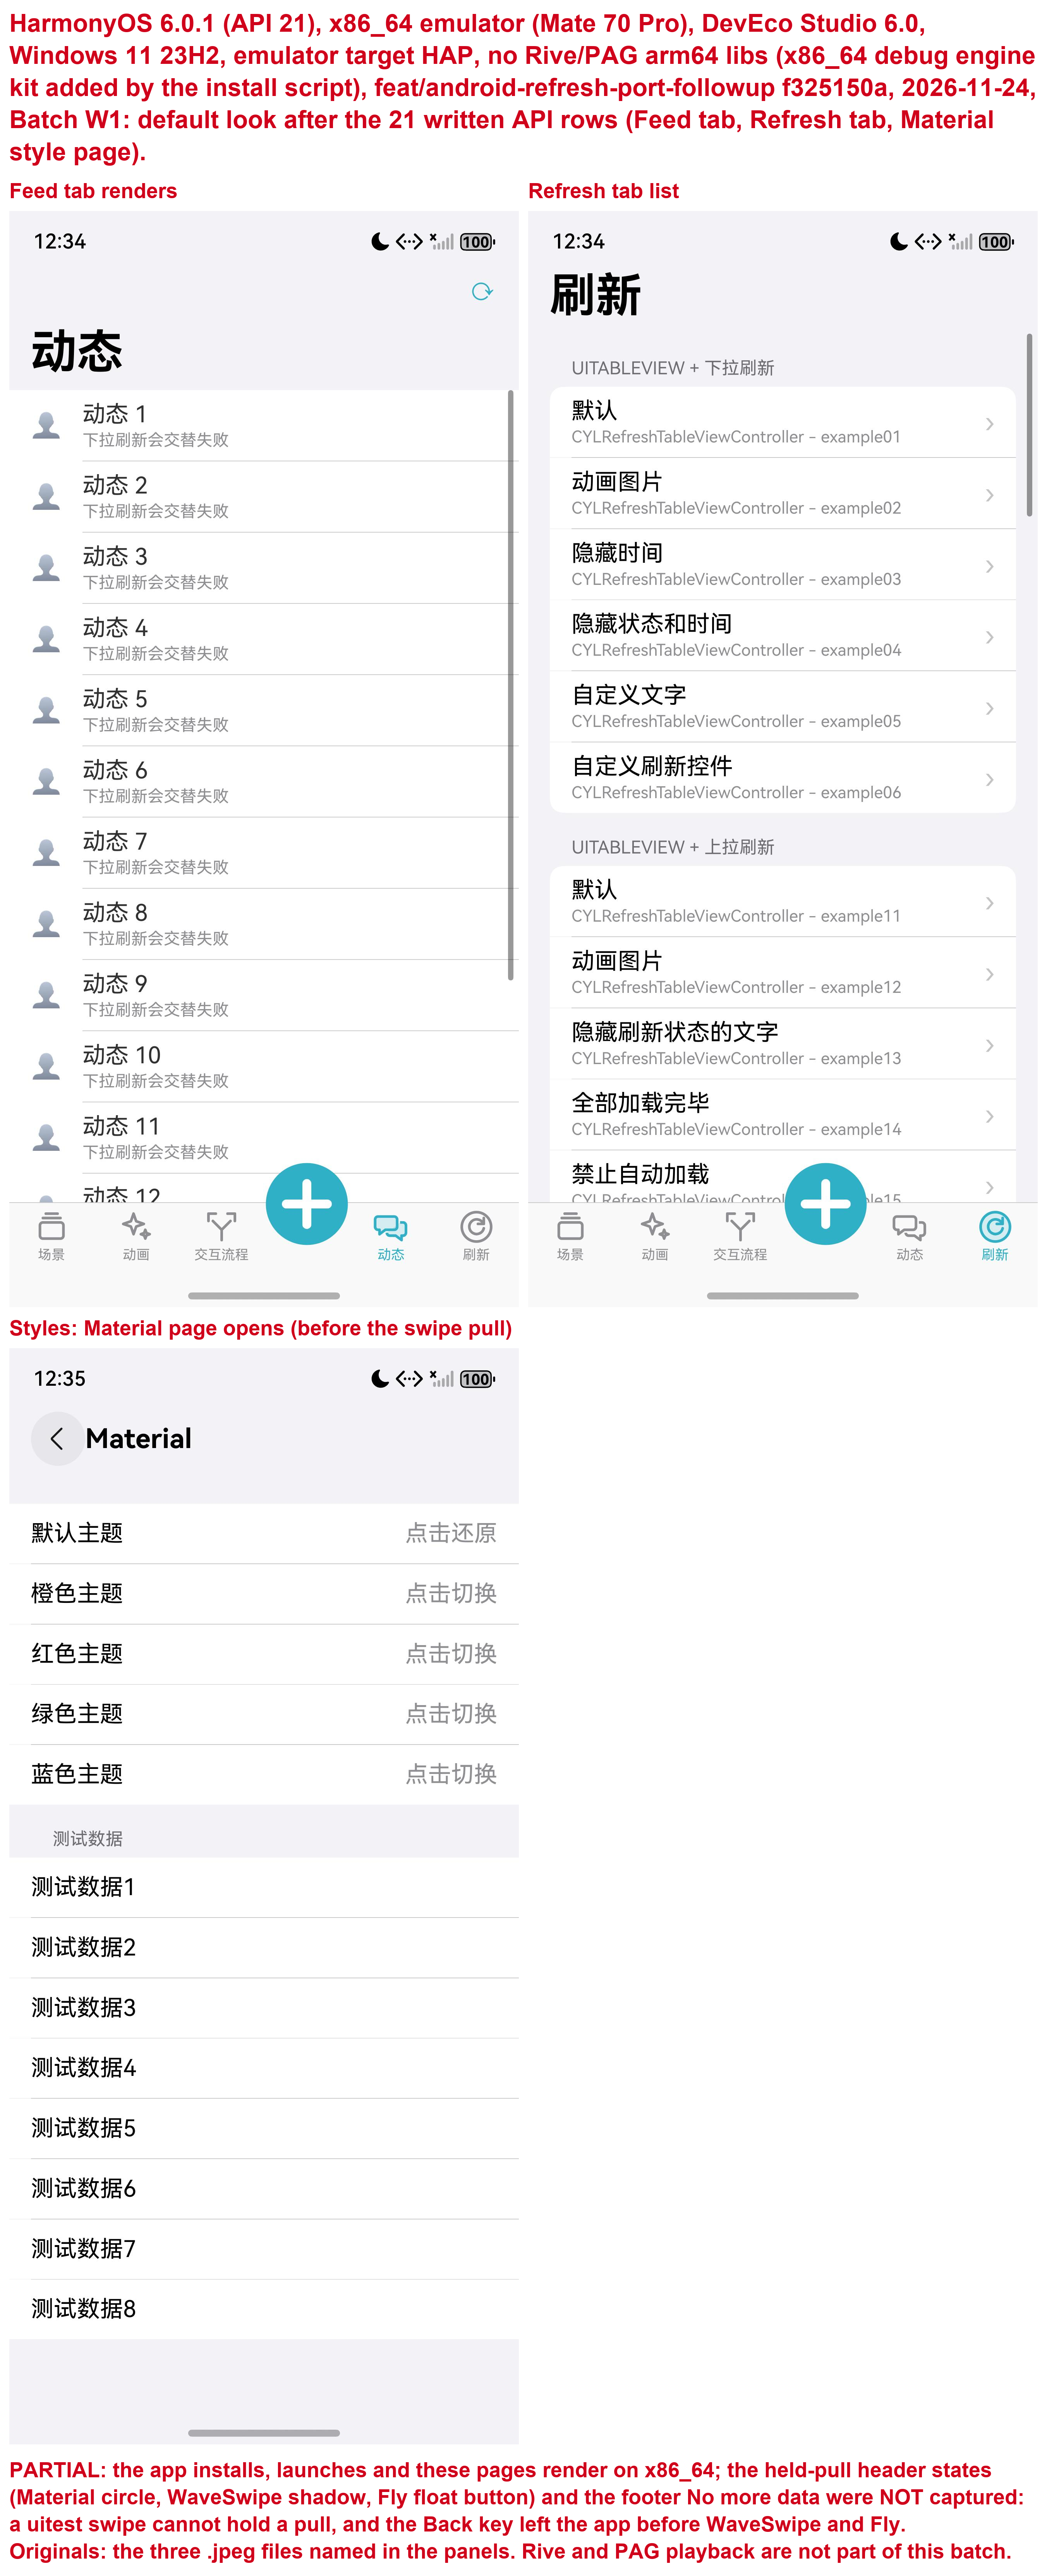 HarmonyOS 6.0.1 (API 21), x86_64 emulator (Mate 70 Pro), DevEco Studio 6.0,
Windows 11 23H2, emulator target HAP, no Rive/PAG arm64 libs (x86_64 debug engine
kit added by the install script), feat/android-refresh-port-followup f325150a, 2026-11-24,
Batch W1: default look after the 21 written API rows (Feed tab, Refresh tab, Material
style page).
Feed tab renders
12:34
100
动态
动态 1
下拉刷新会交替失败
动态 2
下拉刷新会交替失败
动态 3
下拉刷新会交替失败
动态 4
下拉刷新会交替失败
动态 5
下拉刷新会交替失败
动态 6
下拉刷新会交替失败
动态 7
下拉刷新会交替失败
动态 8
下拉刷新会交替失败
动态 9
下拉刷新会交替失败
动态 10
下拉刷新会交替失败
动态 11
下拉刷新会交替失败
动态 12
场景
动画
交互流程
动态
刷新
Refresh tab list
12:34
100
刷新
UITABLEVIEW + 下拉刷新
默认
CYLRefreshTableViewController - example01
动画图片
CYLRefreshTableViewController - example02
隐藏时间
CYLRefreshTableViewController - example03
隐藏状态和时间
CYLRefreshTableViewController - example04
自定义文字
CYLRefreshTableViewController - example05
自定义刷新控件
CYLRefreshTableViewController - example06
UITABLEVIEW + 上拉刷新
默认
CYLRefreshTableViewController - example11
动画图片
CYLRefreshTableViewController - example12
隐藏刷新状态的文字
CYLRefreshTableViewController - example13
全部加载完毕
CYLRefreshTableViewController - example14
禁止自动加载
场景
动画
交互流程
动态
刷新
Styles: Material page opens (before the swipe pull)
12:35
100
Material
默认主题 点击还原
橙色主题 点击切换
红色主题 点击切换
绿色主题 点击切换
蓝色主题 点击切换
测试数据
测试数据1
测试数据2
测试数据3
测试数据4
测试数据5
测试数据6
测试数据7
测试数据8
PARTIAL: the app installs, launches and these pages render on x86_64; the held-pull header states
(Material circle, WaveSwipe shadow, Fly float button) and the footer No more data were NOT captured:
a uitest swipe cannot hold a pull, and the Back key left the app before WaveSwipe and Fly.
Originals: the three .jpeg files named in the panels. Rive and PAG playback are not part of this batch.